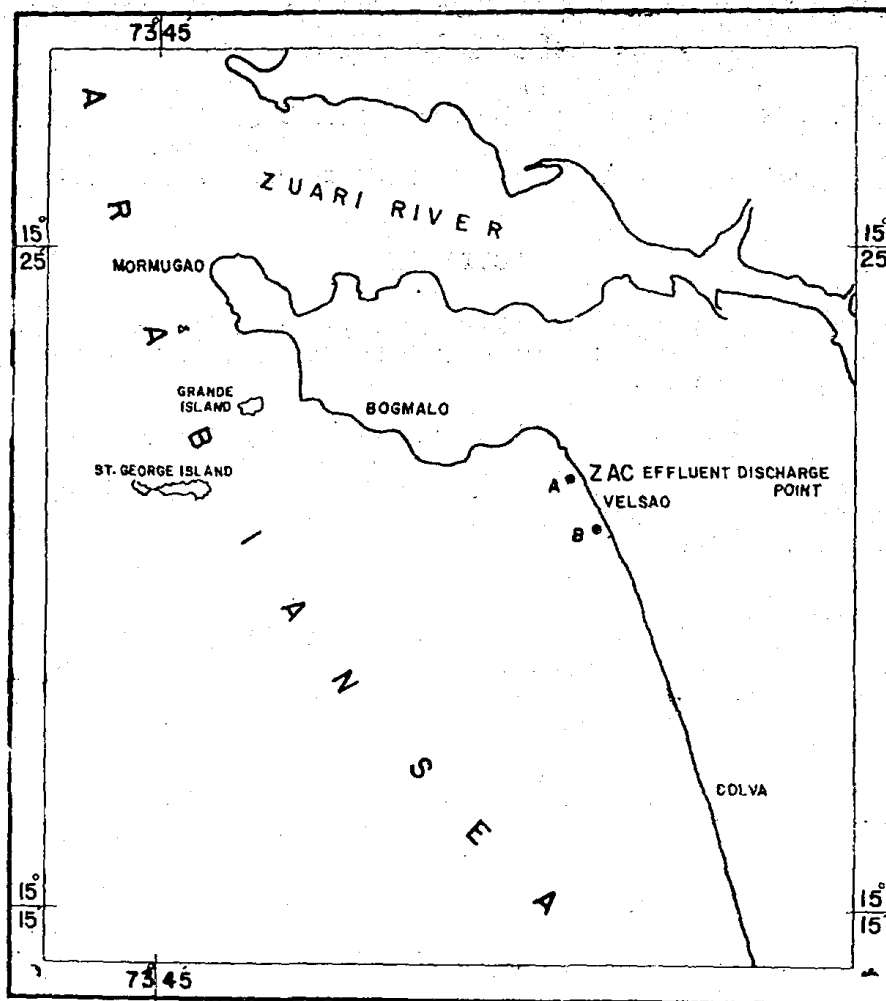 73°45'
ZUARI RIVER
15°
25'
15°
25'
MORMUGAO
GRANDE
ISLAND
BOGMALO
ST. GEORGE ISLAND
A ZAC EFFLUENT DISCHARGE
POINT
VELSAO
B
ARABIAN SEA
COLVA
15°
15'
15°
15'
73°45'